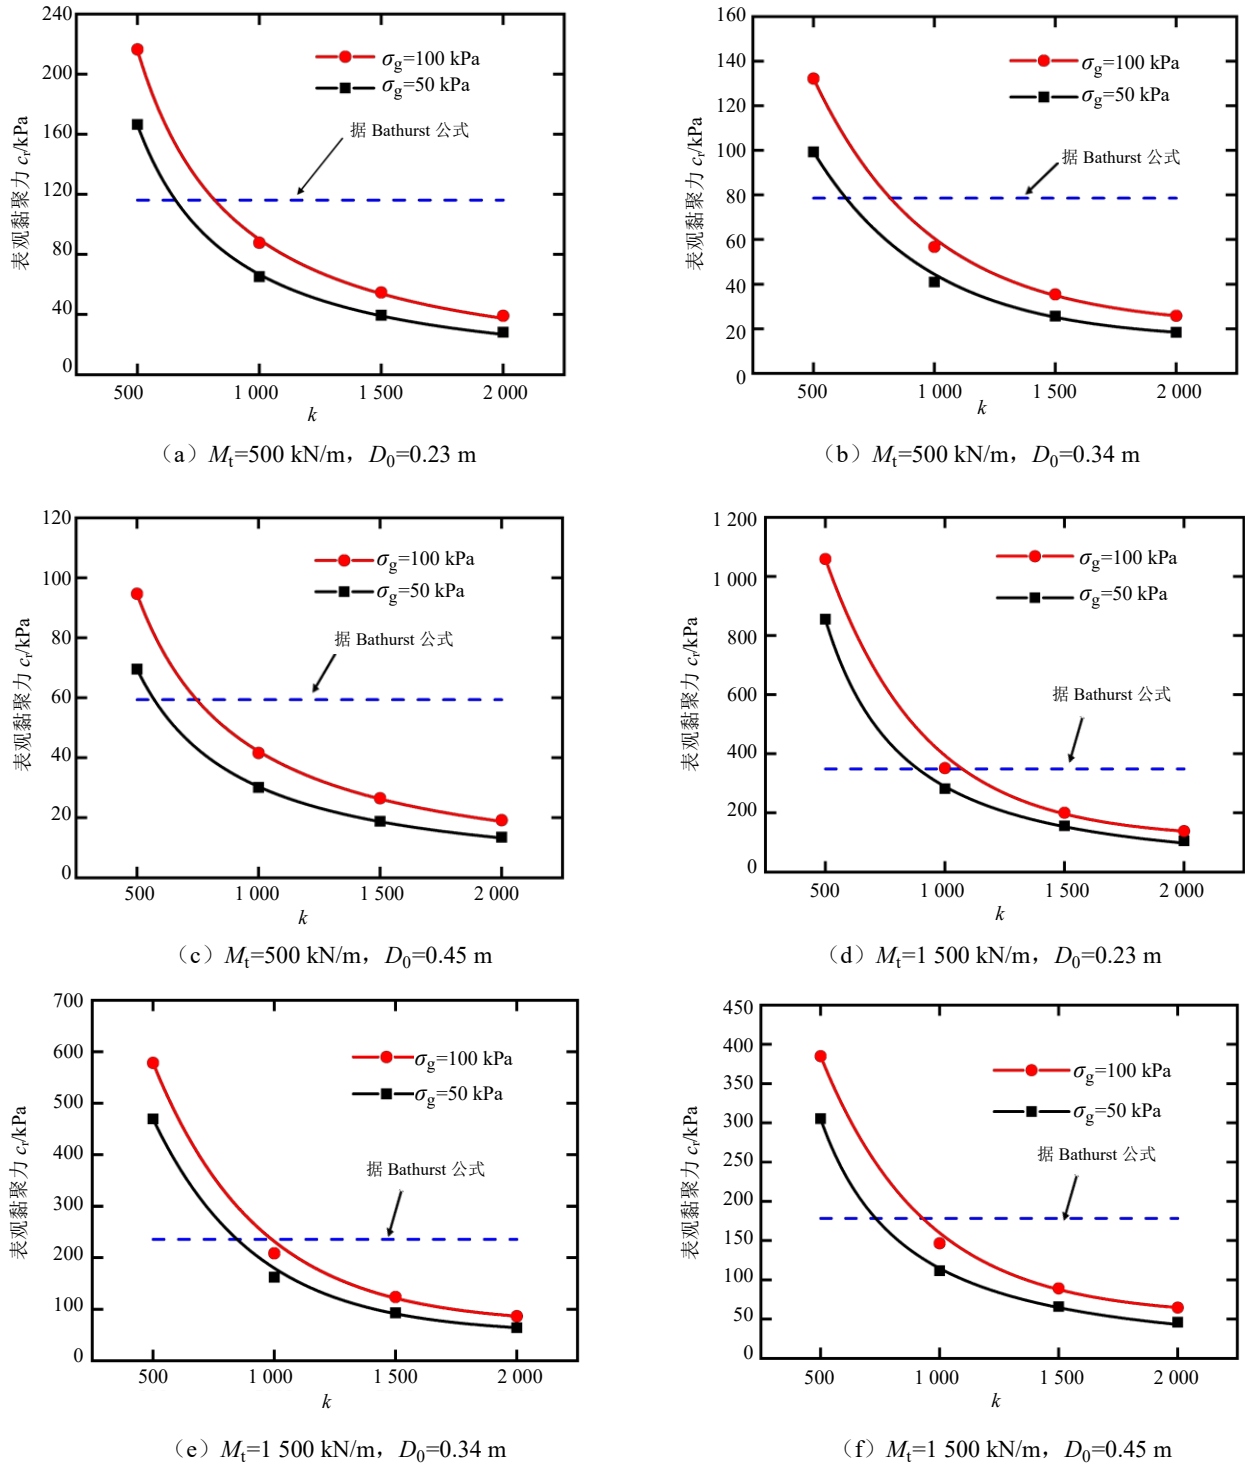 240
200
160
120
80
40
0
表观黏聚力 cᵣ/kPa
σg=100 kPa
σg=50 kPa
据 Bathurst 公式
500
1 000
1 500
2 000
k
（a）Mt=500 kN/m，D0=0.23 m
160
140
120
100
80
60
40
20
0
表观黏聚力 cᵣ/kPa
σg=100 kPa
σg=50 kPa
据 Bathurst 公式
500
1 000
1 500
2 000
k
（b）Mt=500 kN/m，D0=0.34 m
120
100
80
60
40
20
0
表观黏聚力 cᵣ/kPa
σg=100 kPa
σg=50 kPa
据 Bathurst 公式
500
1 000
1 500
2 000
k
（c）Mt=500 kN/m，D0=0.45 m
1 200
1 000
800
600
400
200
0
表观黏聚力 cᵣ/kPa
σg=100 kPa
σg=50 kPa
据 Bathurst 公式
500
1 000
1 500
2 000
k
（d）Mt=1 500 kN/m，D0=0.23 m
700
600
500
400
300
200
100
0
表观黏聚力 cᵣ/kPa
σg=100 kPa
σg=50 kPa
据 Bathurst 公式
500
1 000
1 500
2 000
k
（e）Mt=1 500 kN/m，D0=0.34 m
450
400
350
300
250
200
150
100
50
0
表观黏聚力 cᵣ/kPa
σg=100 kPa
σg=50 kPa
据 Bathurst 公式
500
1 000
1 500
2 000
k
（f）Mt=1 500 kN/m，D0=0.45 m